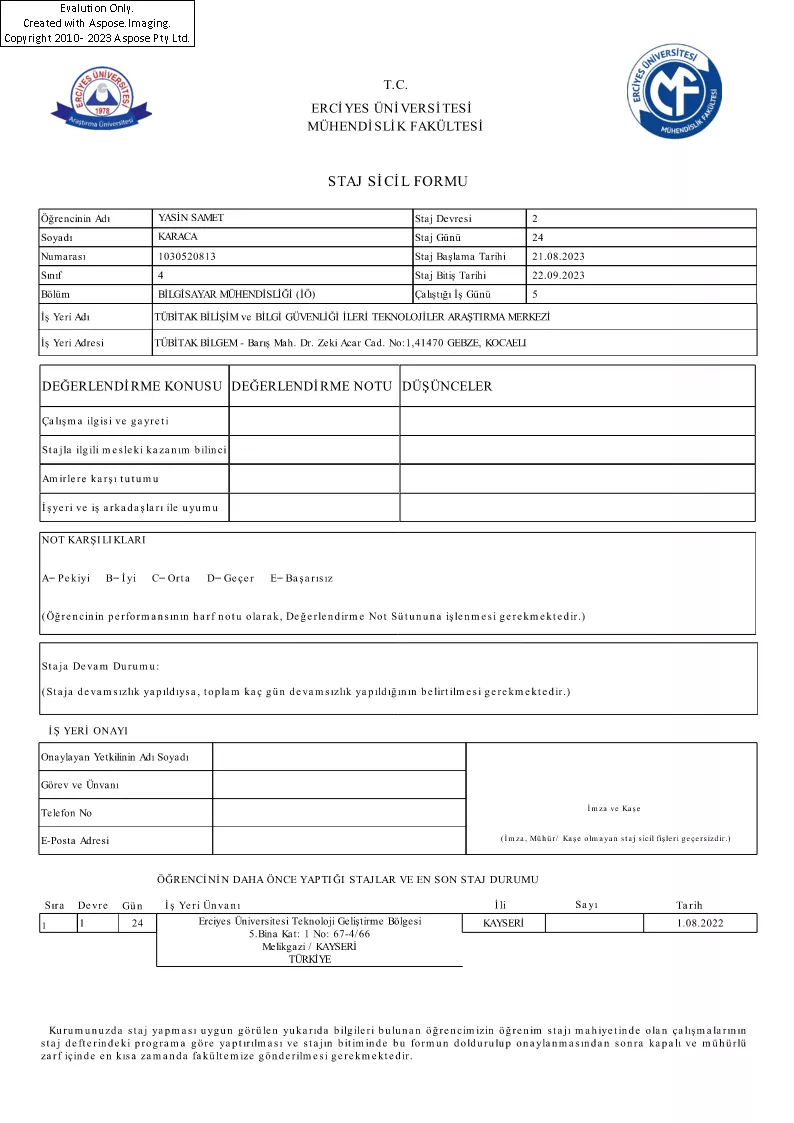 Evalution Only.
Created with Aspose.Imaging.
Copyright 2010- 2023 Aspose Pty Ltd.
ERCİYES ÜNİVERSİTESİ
1978
Araştırma Üniversitesi
ERCİYES ÜNİVERSİTESİ
MÜHENDİSLİK FAKÜLTESİ
T.C.
ERCİYES ÜNİVERSİTESİ
MÜHENDİSLİK FAKÜLTESİ
STAJ SİCİL FORMU
Öğrencinin Adı YASİN SAMET Staj Devresi 2
Soyadı KARACA Staj Günü 24
Numarası 1030520813 Staj Başlama Tarihi 21.08.2023
Sınıf 4 Staj Bitiş Tarihi 22.09.2023
Bölüm BİLGİSAYAR MÜHENDİSLİĞİ (İÖ) Çalıştığı İş Günü 5
İş Yeri Adı TÜBİTAK BİLİŞİM ve BİLGİ GÜVENLİĞİ İLERİ TEKNOLOJİLER ARAŞTIRMA MERKEZİ
İş Yeri Adresi TÜBİTAK BİLGEM - Barış Mah. Dr. Zeki Acar Cad. No:1,41470 GEBZE, KOCAELI
DEĞERLENDİRME KONUSU DEĞERLENDİRME NOTU DÜŞÜNCELER
Çalışma ilgisi ve gayreti
Stajla ilgili mesleki kazanım bilinci
Amirlere karşı tutumu
İşyeri ve iş arkadaşları ile uyumu
NOT KARŞILIKLARI
A= Pekiyi B= İyi C= Orta D= Geçer E= Başarısız
(Öğrencinin performansının harf notu olarak, Değerlendirme Not Sütununa işlenmesi gerekmektedir.)
Staja Devam Durumu:
(Staja devamsızlık yapıldıysa, toplam kaç gün devamsızlık yapıldığının belirtilmesi gerekmektedir.)
İŞ YERİ ONAYI
Onaylayan Yetkilinin Adı Soyadı
Görev ve Ünvanı
Telefon No
E-Posta Adresi
İmza ve Kaşe
(İmza, Mühür/ Kaşe olmayan staj sicil fişleri geçersizdir.)
ÖĞRENCİNİN DAHA ÖNCE YAPTIĞI STAJLAR VE EN SON STAJ DURUMU
Sıra Devre Gün İş Yeri Ünvanı İli Sayı Tarih
1 1 24 Erciyes Üniversitesi Teknoloji Geliştirme Bölgesi KAYSERİ 1.08.2022
5.Bina Kat: 1 No: 67-4/66
Melikgazi / KAYSERİ
TÜRKİYE
Kurumunuzda staj yapması uygun görülen yukarıda bilgileri bulunan öğrencimizin öğrenim stajı mahiyetinde olan çalışmalarının
staj defterindeki programa göre yaptırılması ve stajın bitiminde bu formun doldurulup onaylanmasından sonra kapalı ve mühürlü
zarf içinde en kısa zamanda fakültemize gönderilmesi gerekmektedir.